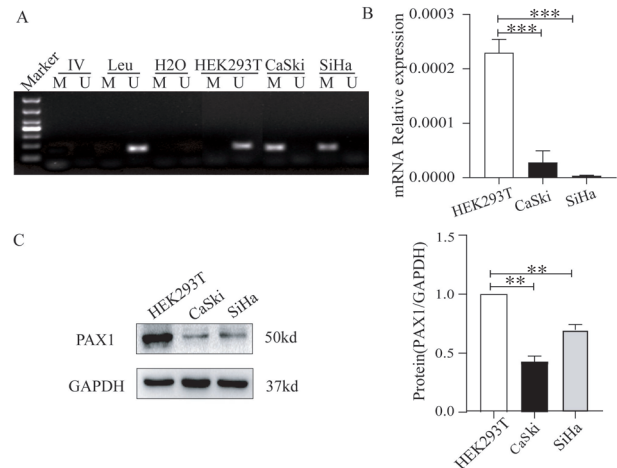 A
Marker
IV Leu H2O HEK293T CaSki SiHa
M U M U M U M U M U M U
B
mRNA Relative expression
0.0003
0.0002
0.0001
0.0000
***
***
HEK293T
CaSki
SiHa
C
HEK293T
CaSki
SiHa
PAX1 50kd
GAPDH 37kd
Protein(PAX1/GAPDH)
1.5
1.0
0.5
0.0
**
**
HEK293T
CaSki
SiHa